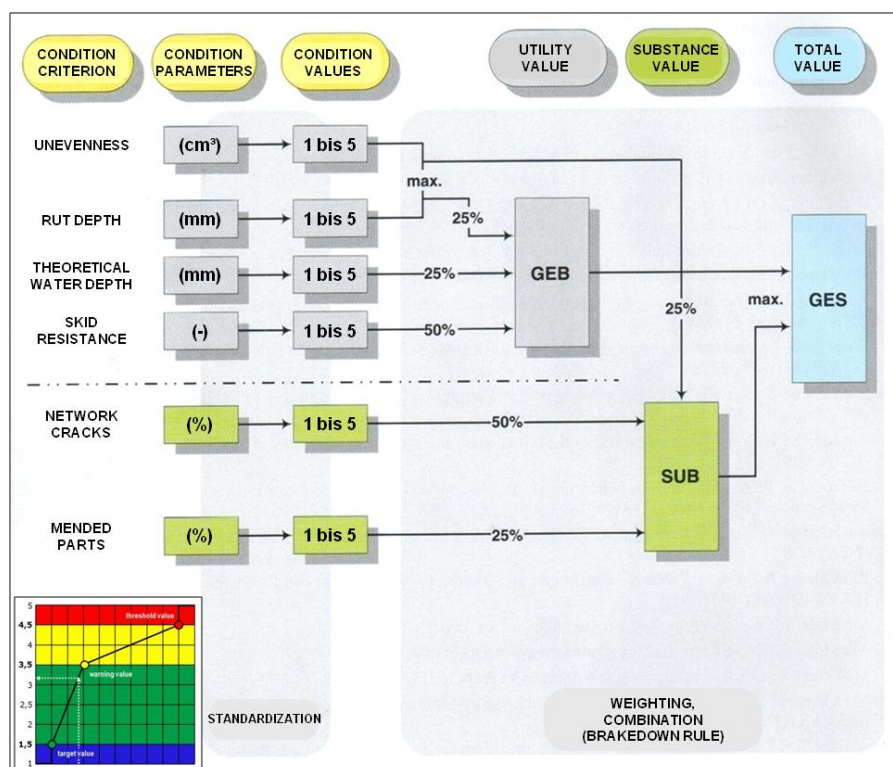 CONDITION
CRITERION
CONDITION
PARAMETERS
CONDITION
VALUES
UTILITY
VALUE
SUBSTANCE
VALUE
TOTAL
VALUE
UNEVENNESS
(cm³)
1 bis 5
max.
RUT DEPTH
(mm)
1 bis 5
25%
THEORETICAL
WATER DEPTH
(mm)
1 bis 5
25%
GEB
SKID
RESISTANCE
(-)
1 bis 5
50%
25%
max.
GES
NETWORK
CRACKS
(%)
1 bis 5
50%
SUB
MENDED
PARTS
(%)
1 bis 5
25%
5
threshold value
4,5
4
3,5
warning value
3
2,5
2
1,5
target value
1
STANDARDIZATION
WEIGHTING,
COMBINATION
(BRAKEDOWN RULE)